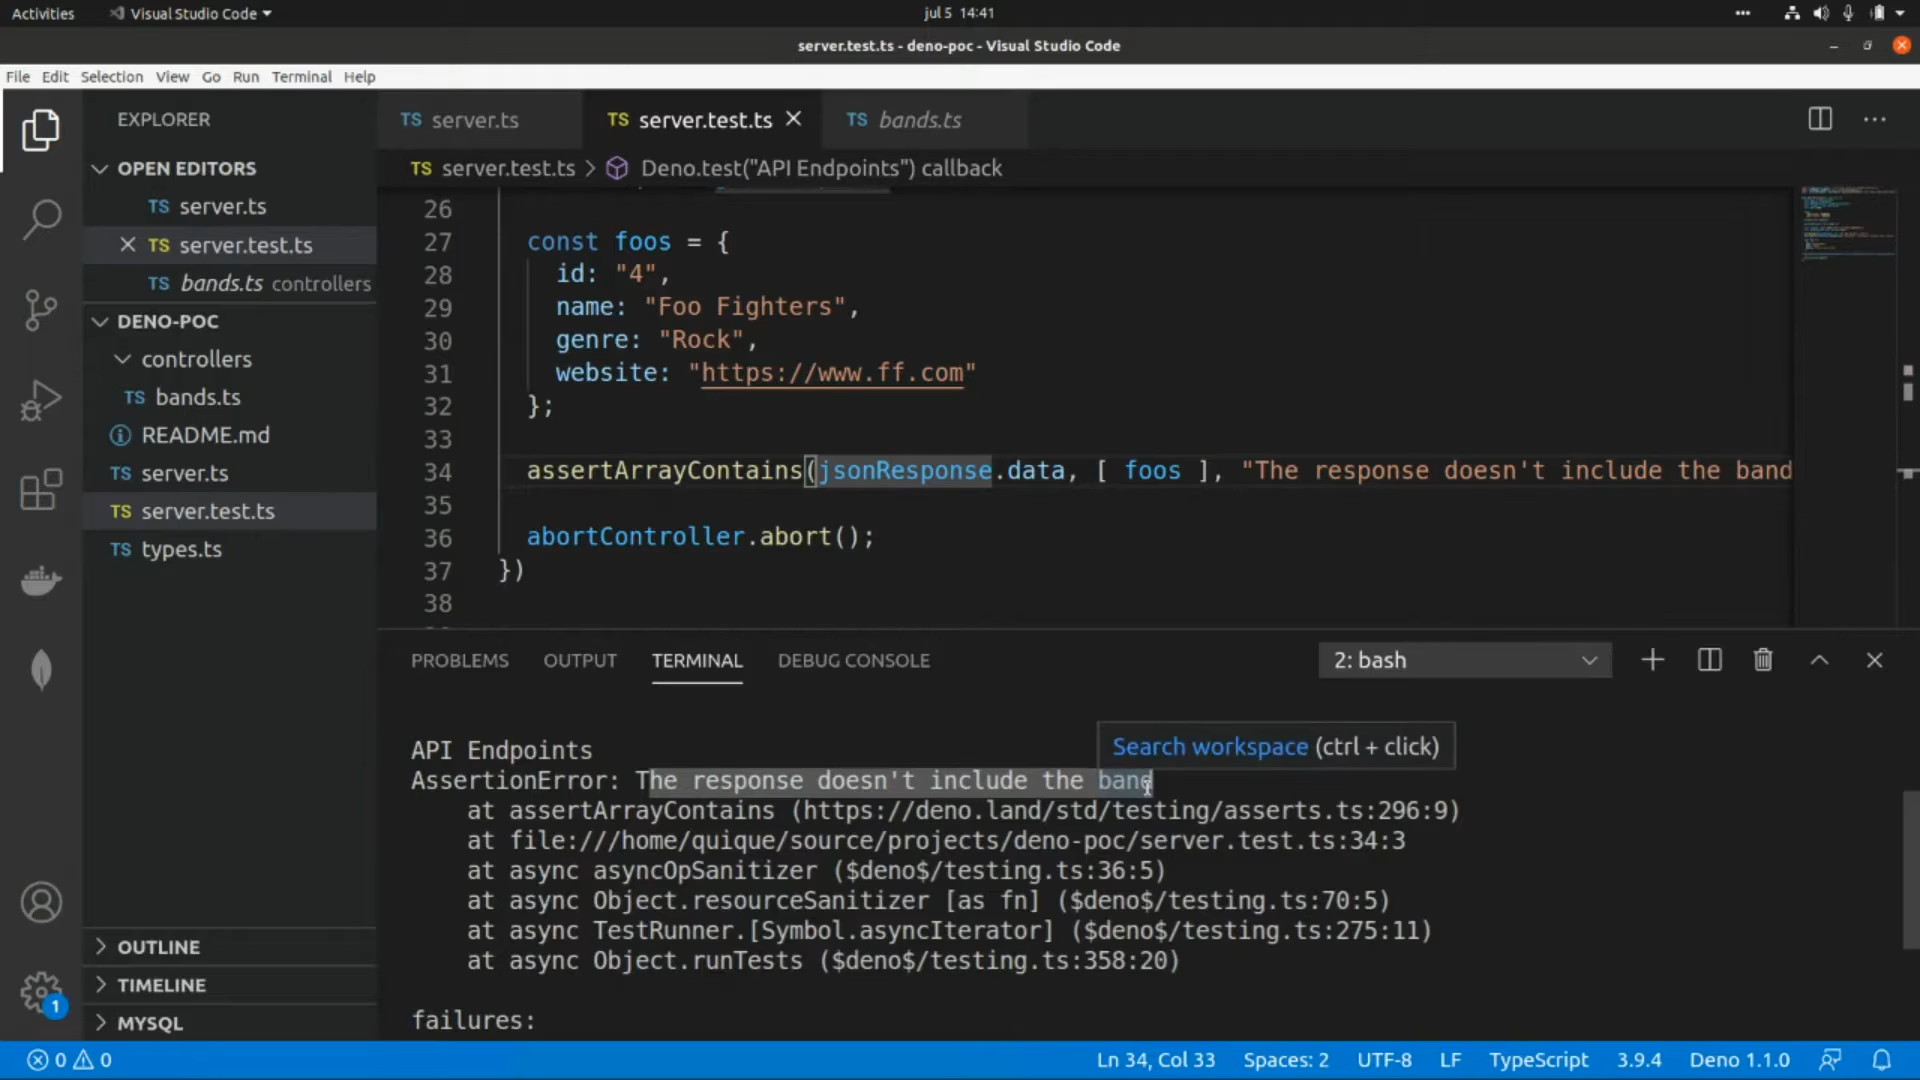 Activities
Visual Studio Code
jul 5 14:41
server.test.ts - deno-poc - Visual Studio Code
File Edit Selection View Go Run Terminal Help
EXPLORER
OPEN EDITORS
TS server.ts
TS server.test.ts
TS bands.ts controllers
DENO-POC
controllers
TS bands.ts
README.md
TS server.ts
TS server.test.ts
TS types.ts
OUTLINE
TIMELINE
MYSQL
1
TS server.ts
TS server.test.ts
TS bands.ts
TS server.test.ts > Deno.test("API Endpoints") callback
26
27 const foos = {
28 id: "4",
29 name: "Foo Fighters",
30 genre: "Rock",
31 website: "https://www.ff.com"
32 };
33
34 assertArrayContains(jsonResponse.data, [ foos ], "The response doesn't include the band
35
36 abortController.abort();
37 })
38
PROBLEMS OUTPUT TERMINAL DEBUG CONSOLE
2: bash
Search workspace (ctrl + click)
API Endpoints
AssertionError: The response doesn't include the band
at assertArrayContains (https://deno.land/std/testing/asserts.ts:296:9)
at file:///home/quique/source/projects/deno-poc/server.test.ts:34:3
at async asyncOpSanitizer ($deno$/testing.ts:36:5)
at async Object.resourceSanitizer [as fn] ($deno$/testing.ts:70:5)
at async TestRunner.[Symbol.asyncIterator] ($deno$/testing.ts:275:11)
at async Object.runTests ($deno$/testing.ts:358:20)
failures:
0 0
Ln 34, Col 33 Spaces: 2 UTF-8 LF TypeScript 3.9.4 Deno 1.1.0